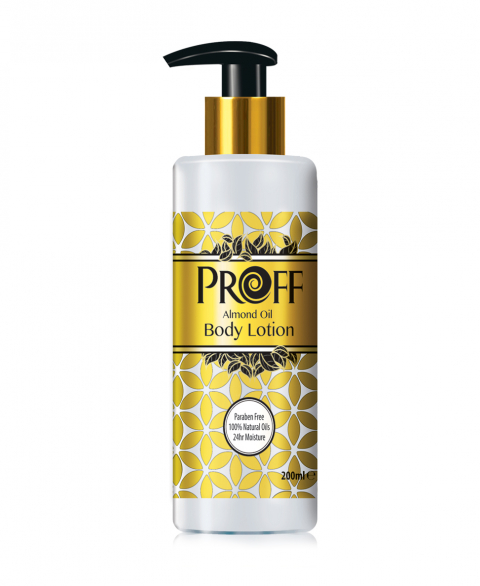 PROFF
Almond Oil
Body Lotion
Paraben Free
100% Natural Oils
24hr Moisture
200ml ℮